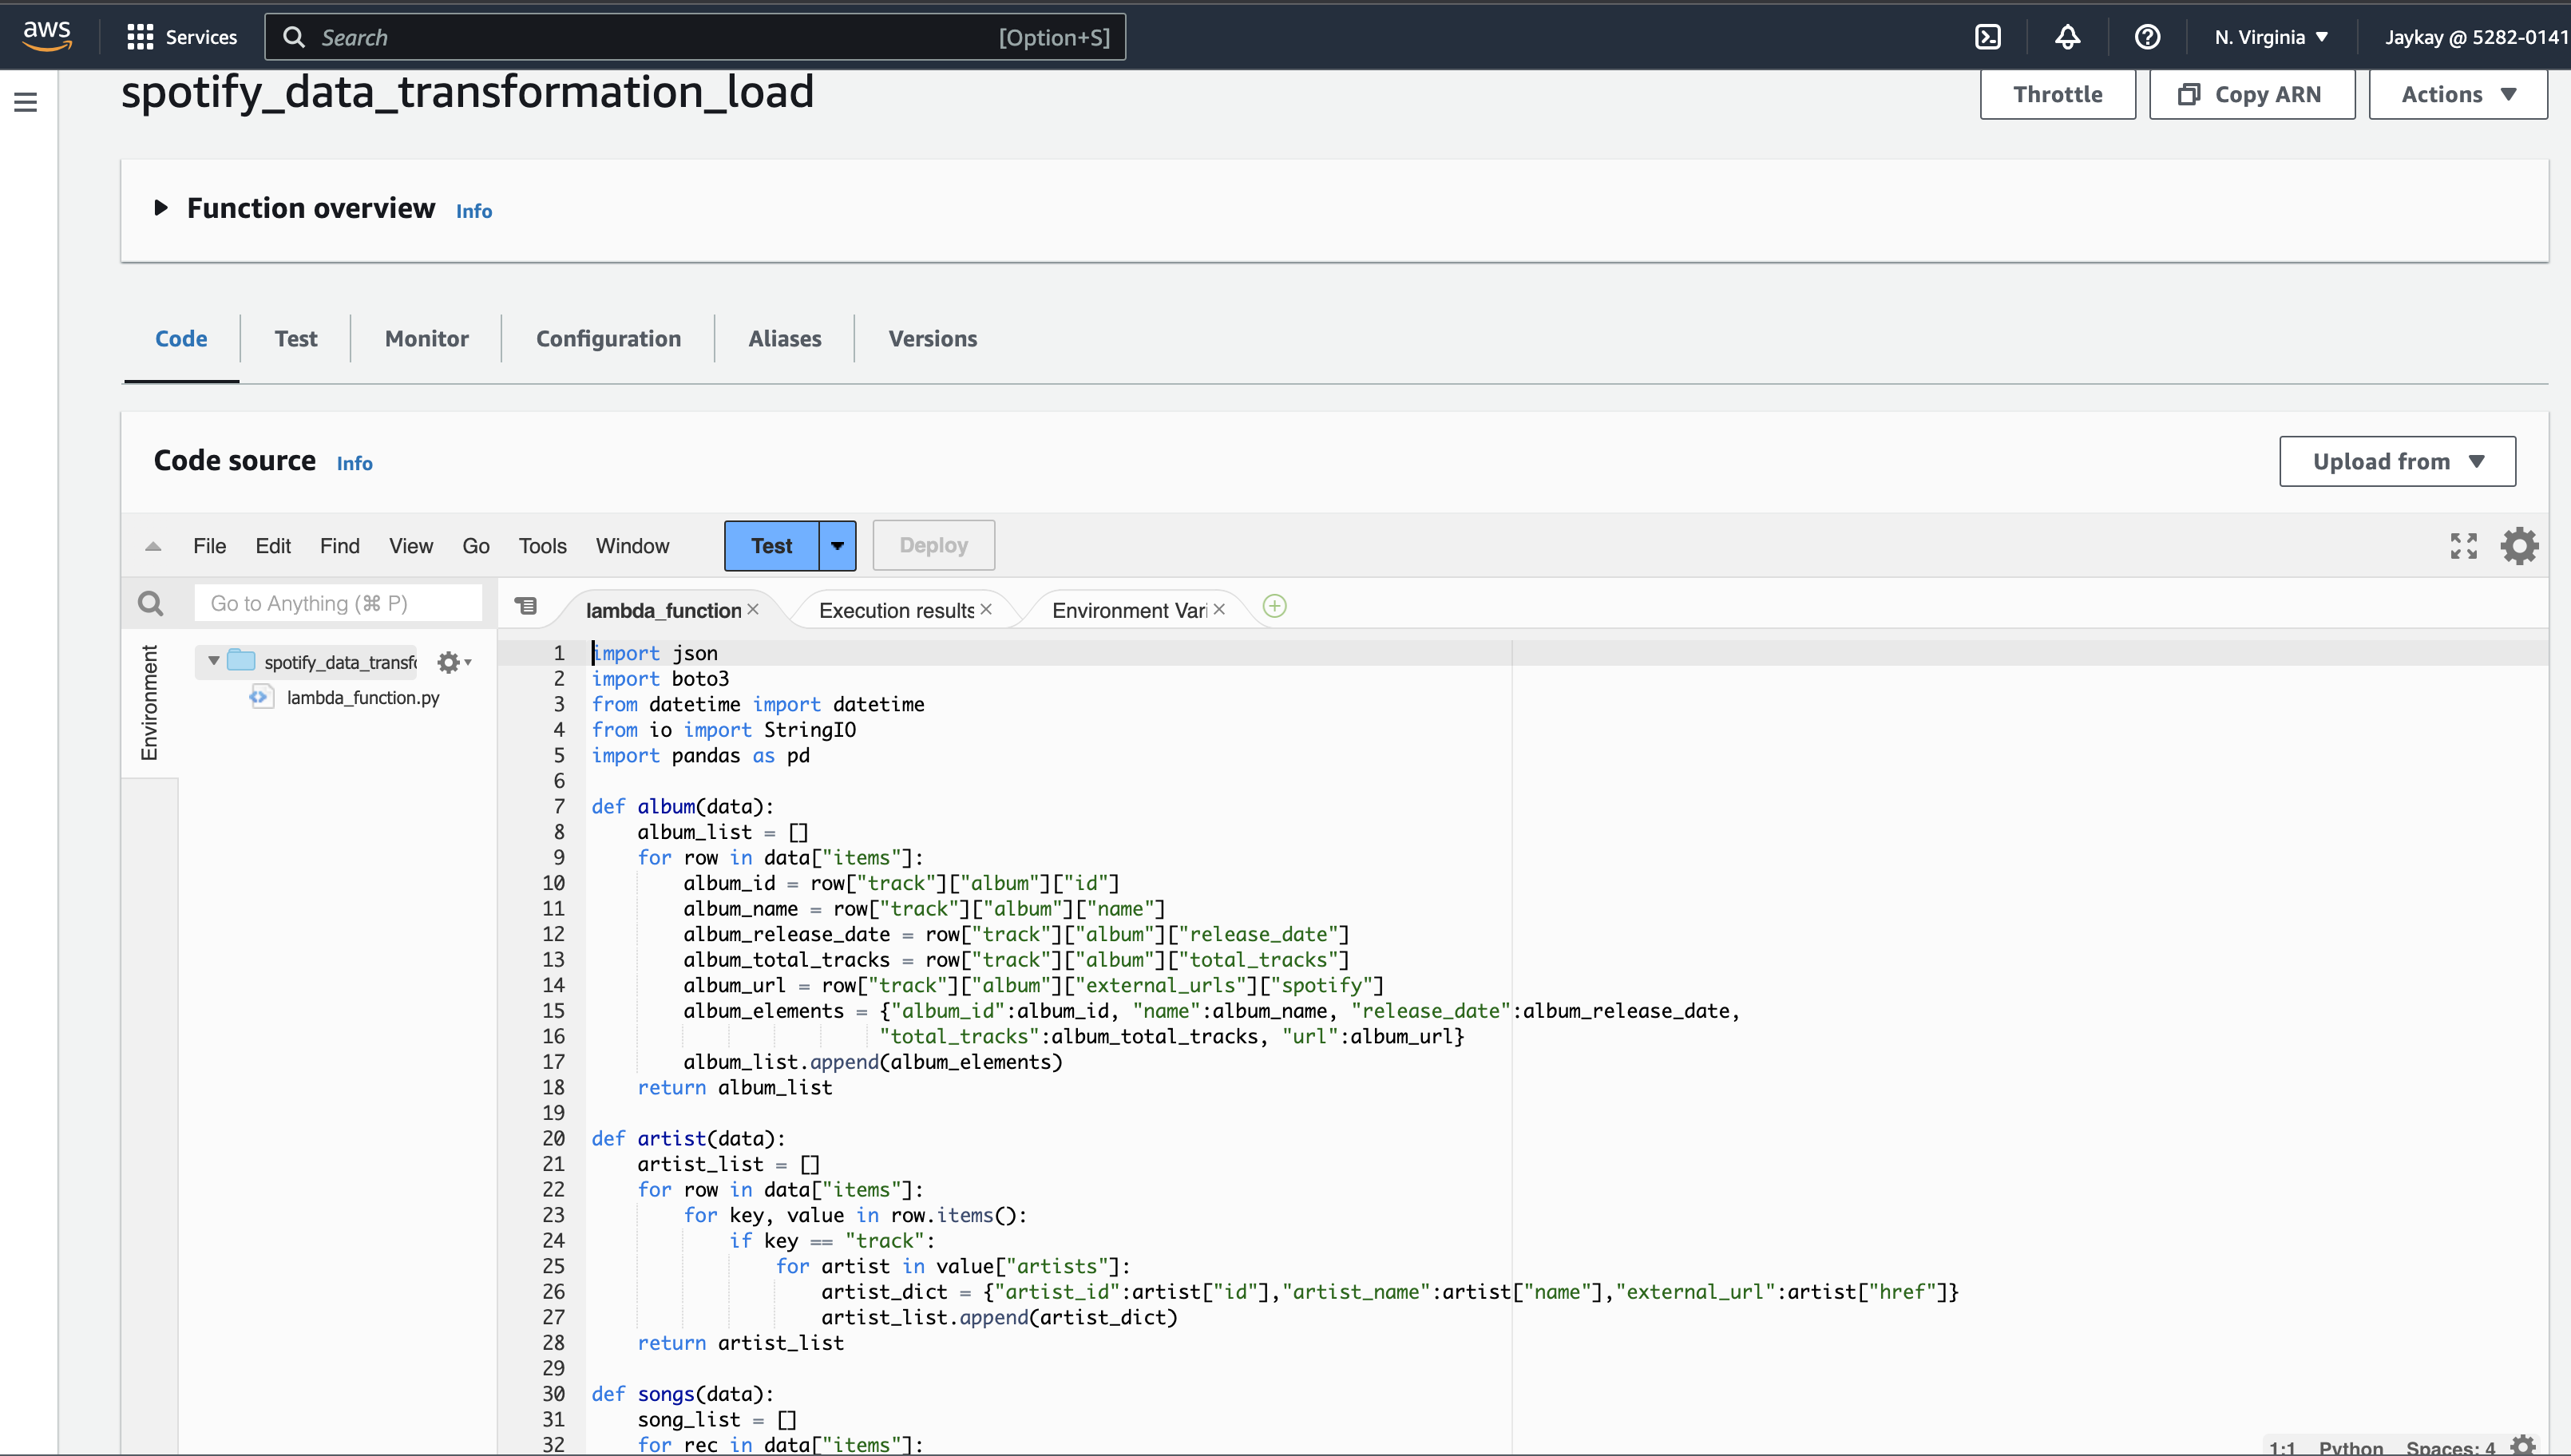 aws Services Search [Option+S] N. Virginia Jaykay @ 5282-0141
spotify_data_transformation_load Throttle Copy ARN Actions
Function overview Info
Code Test Monitor Configuration Aliases Versions
Code source Info Upload from
File Edit Find View Go Tools Window Test Deploy
Go to Anything (⌘ P) lambda_function × Execution results × Environment Var ×
Environment
spotify_data_transfo
lambda_function.py
1 import json
2 import boto3
3 from datetime import datetime
4 from io import StringIO
5 import pandas as pd
6
7 def album(data):
8     album_list = []
9     for row in data["items"]:
10         album_id = row["track"]["album"]["id"]
11         album_name = row["track"]["album"]["name"]
12         album_release_date = row["track"]["album"]["release_date"]
13         album_total_tracks = row["track"]["album"]["total_tracks"]
14         album_url = row["track"]["album"]["external_urls"]["spotify"]
15         album_elements = {"album_id":album_id, "name":album_name, "release_date":album_release_date,
16                          "total_tracks":album_total_tracks, "url":album_url}
17         album_list.append(album_elements)
18     return album_list
19
20 def artist(data):
21     artist_list = []
22     for row in data["items"]:
23         for key, value in row.items():
24             if key == "track":
25                 for artist in value["artists"]:
26                     artist_dict = {"artist_id":artist["id"],"artist_name":artist["name"],"external_url":artist["href"]}
27                     artist_list.append(artist_dict)
28     return artist_list
29
30 def songs(data):
31     song_list = []
32     for rec in data["items"]:
1:1 Python Spaces: 4